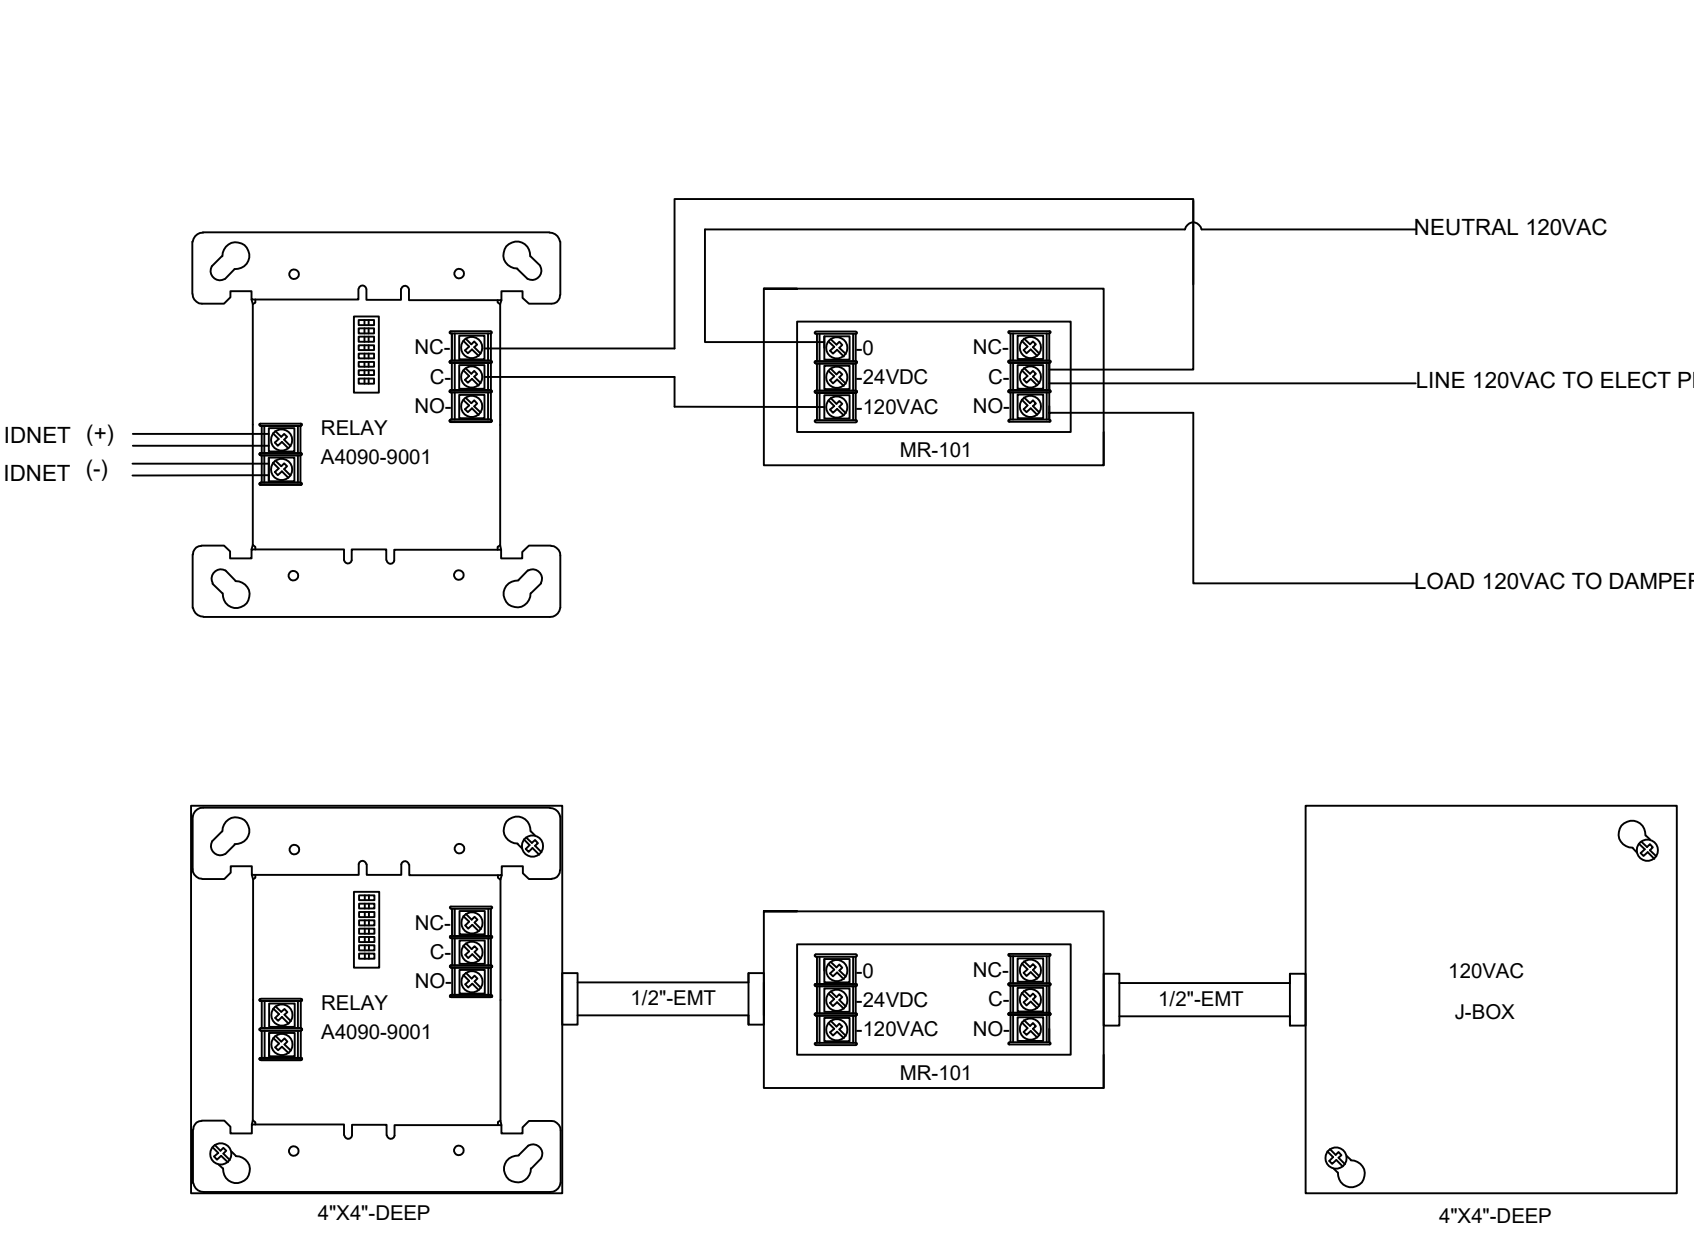 NEUTRAL 120VAC
NC-
C-
NO-
-0
-24VDC
-120VAC
NC-
C-
NO-
LINE 120VAC TO ELECT
MR-101
RELAY
A4090-9001
IDNET (+)
IDNET (-)
LOAD 120VAC TO DAMPER
NC-
C-
NO-
RELAY
A4090-9001
1/2"-EMT
-0
-24VDC
-120VAC
NC-
C-
NO-
MR-101
1/2"-EMT
120VAC
J-BOX
4"X4"-DEEP
4"X4"-DEEP